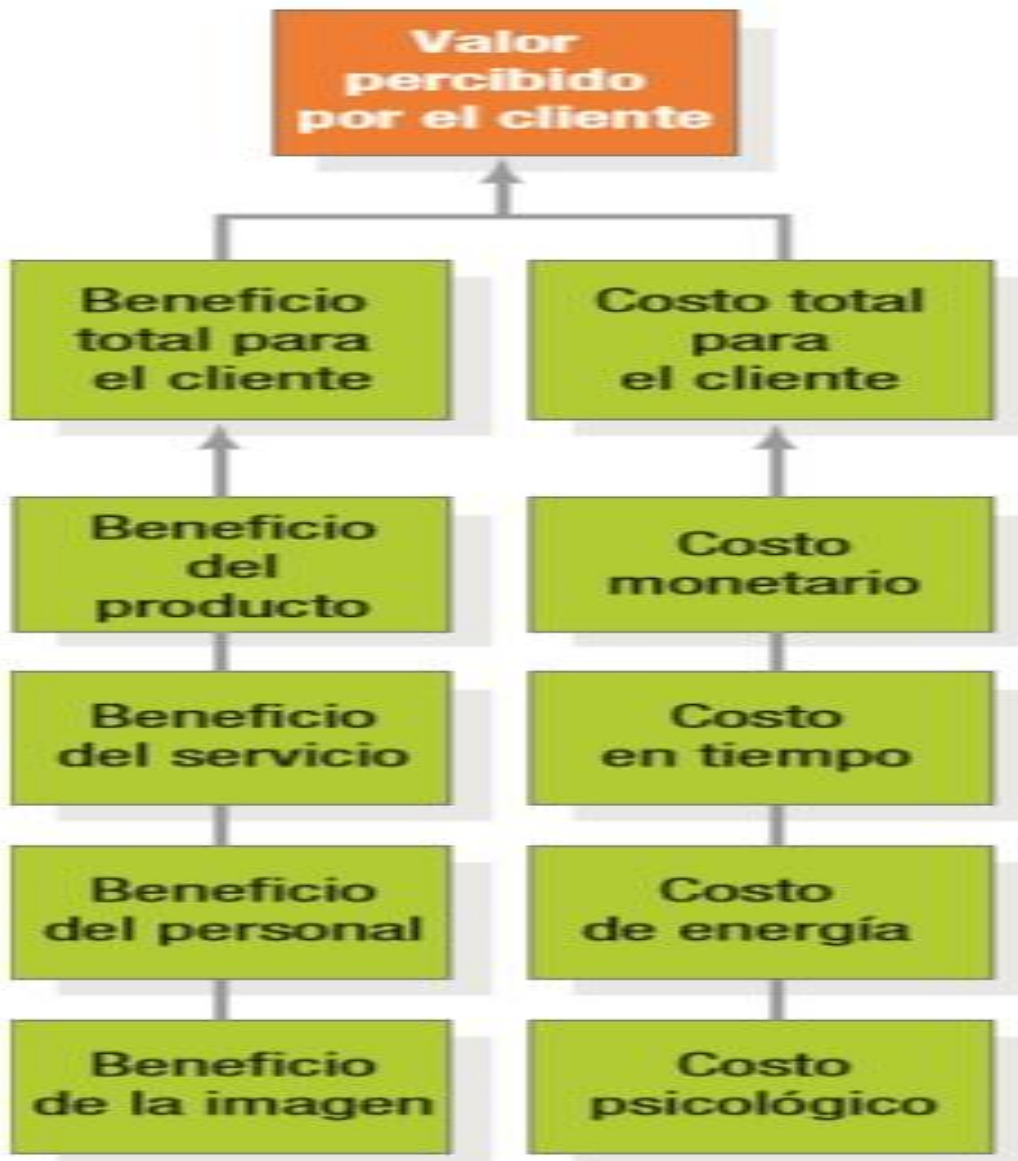 Valor
percibido
por el cliente
Beneficio
total para
el cliente
Costo total
para
el cliente
Beneficio
del
producto
Costo
monetario
Beneficio
del servicio
Costo
en tiempo
Beneficio
del personal
Costo
de energía
Beneficio
de la imagen
Costo
psicológico